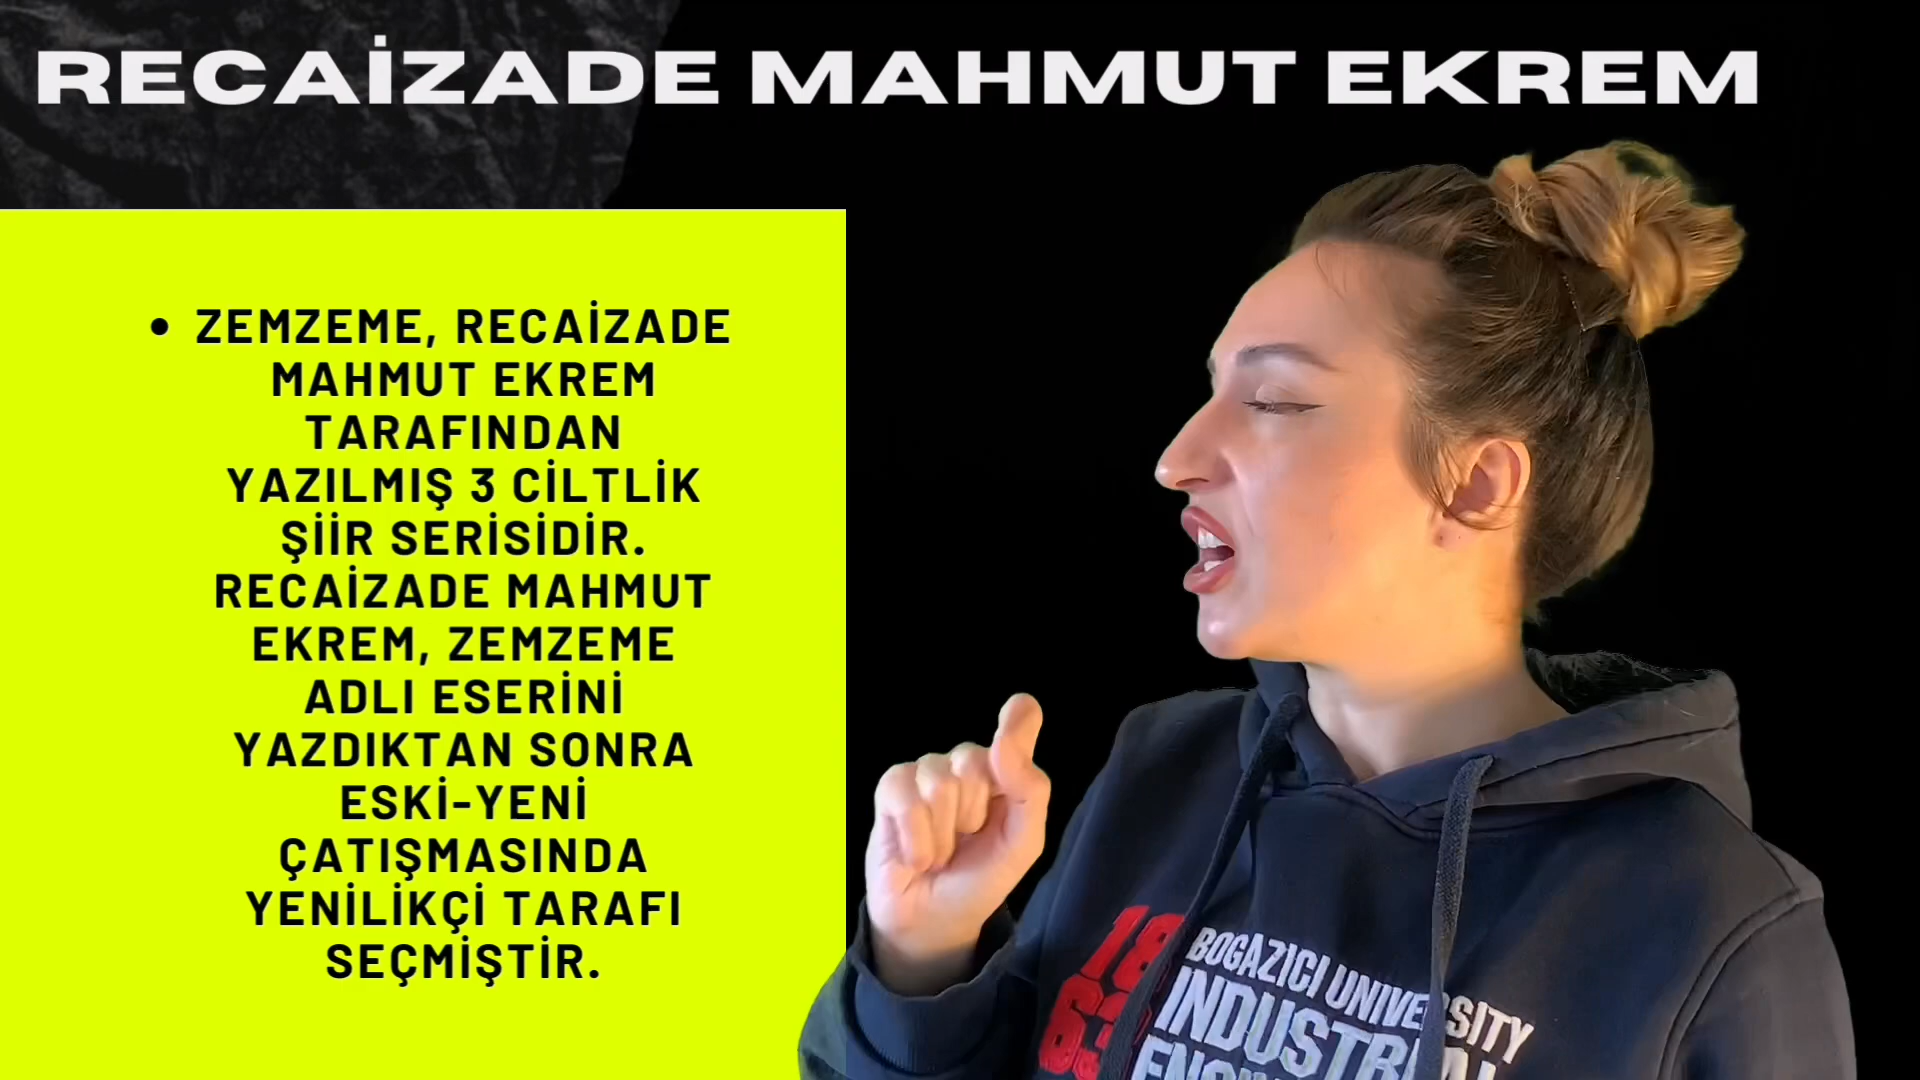 RECAİZADE MAHMUT EKREM
• ZEMZEME, RECAİZADE
MAHMUT EKREM
TARAFINDAN
YAZILMIŞ 3 CİLTLİK
ŞİİR SERİSİDİR.
RECAİZADE MAHMUT
EKREM, ZEMZEME
ADLI ESERİNİ
YAZDIKTAN SONRA
ESKİ-YENİ
ÇATIŞMASINDA
YENİLİKÇİ TARAFI
SEÇMİŞTİR.
18
63
BOGAZICI UNIVERSITY
INDUSTRIAL